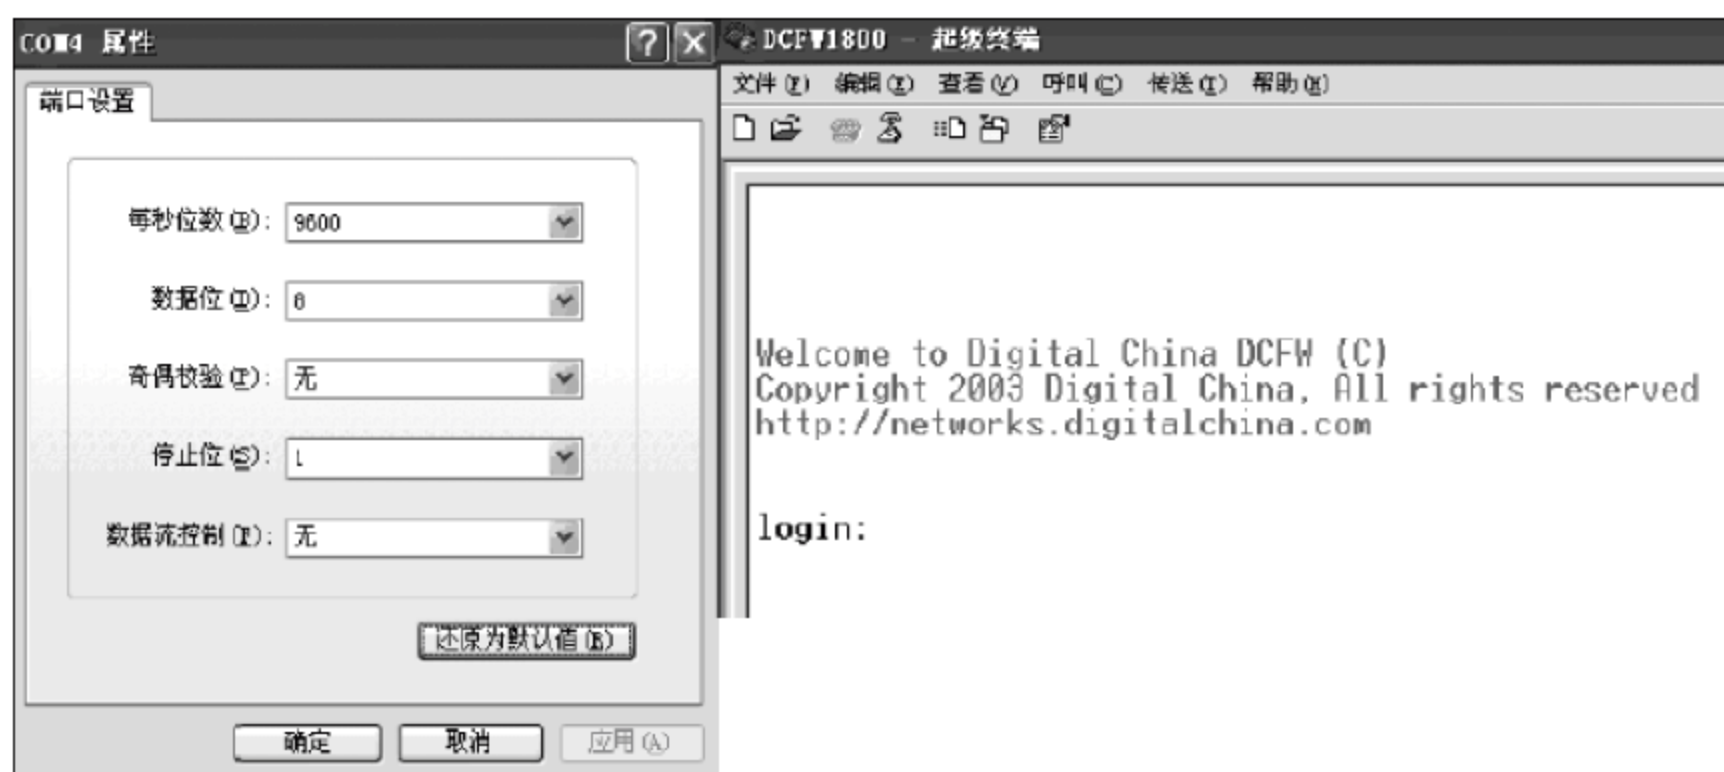 COM4 属性
端口设置
每秒位数(B): 9600
数据位(D): 8
奇偶校验(P): 无
停止位(S): 1
数据流控制(F): 无
还原为默认值(R)
确定 取消 应用(A)
DCFW1800 - 超级终端
文件(F) 编辑(E) 查看(V) 呼叫(C) 传送(T) 帮助(H)
Welcome to Digital China DCFW (C)
Copyright 2003 Digital China, All rights reserved
http://networks.digitalchina.com
login: